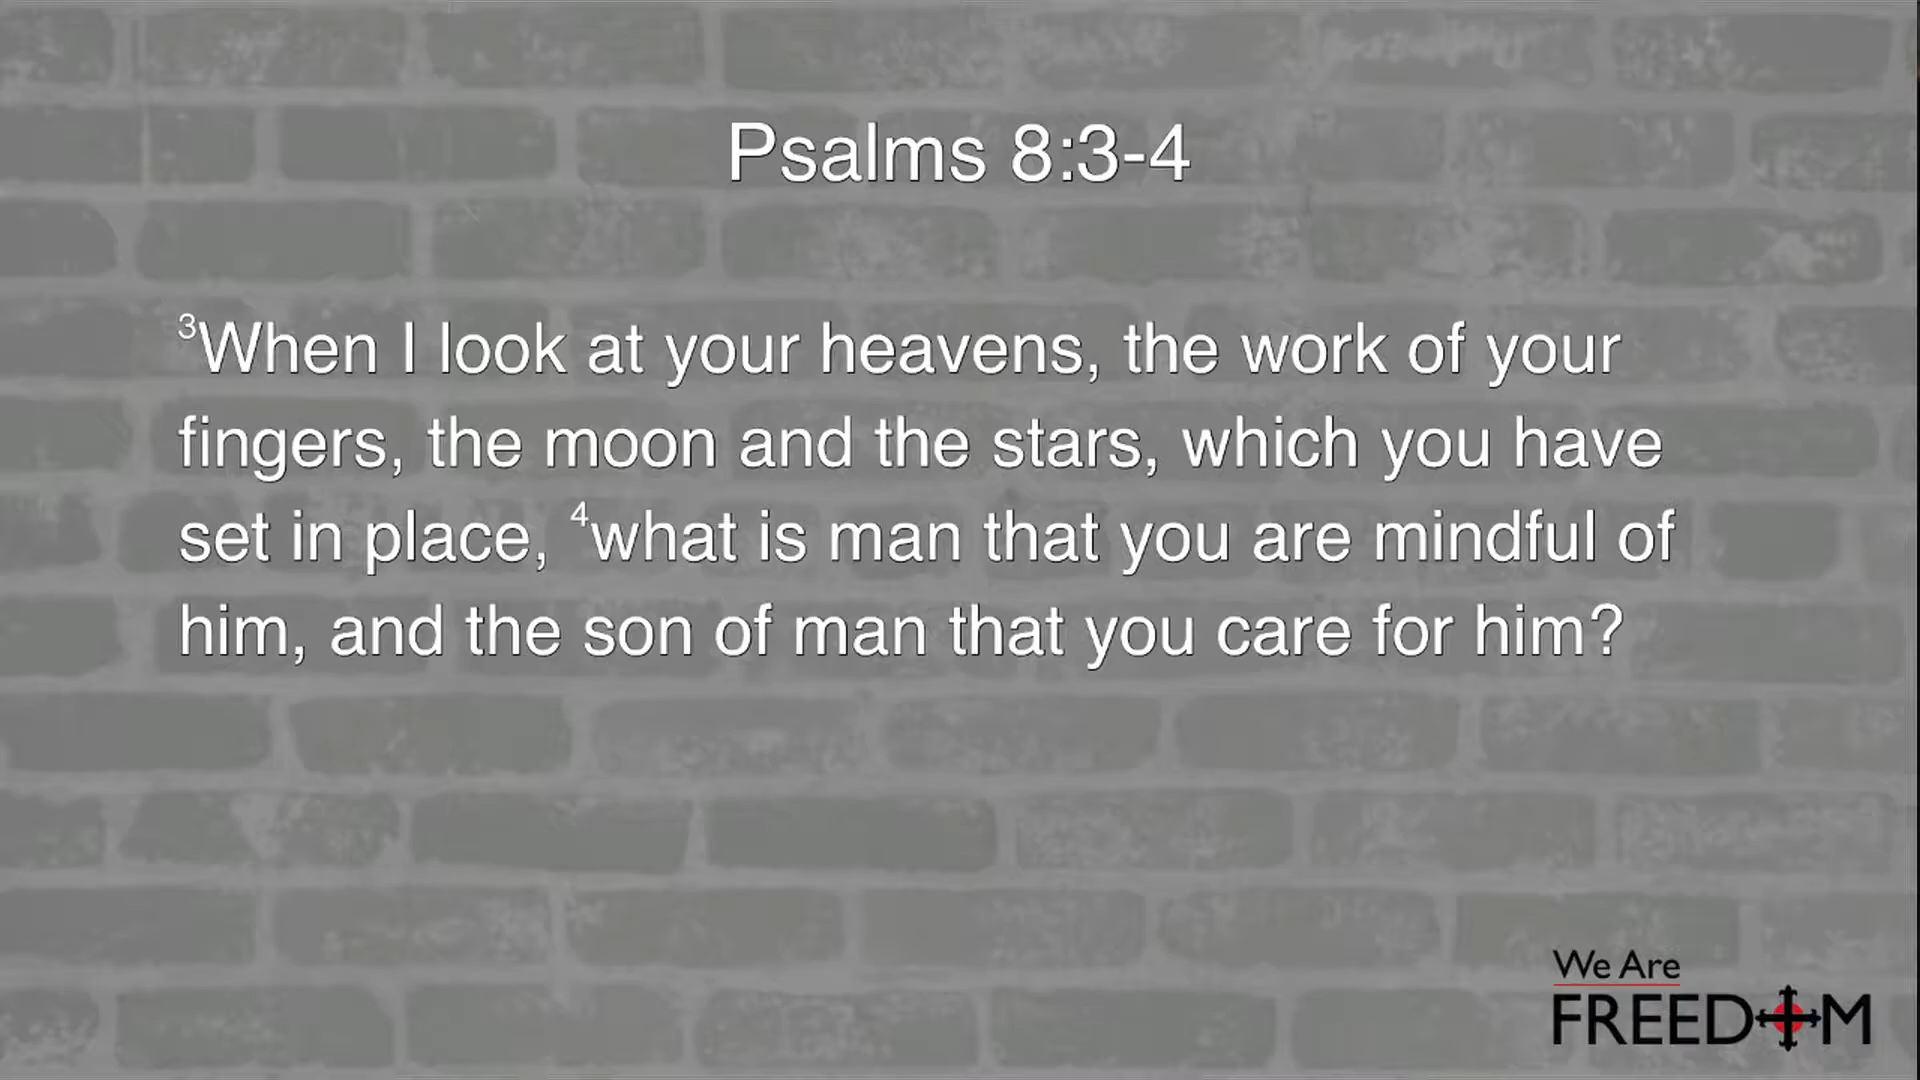 Psalms 8:3-4
³When I look at your heavens, the work of your
fingers, the moon and the stars, which you have
set in place, ⁴what is man that you are mindful of
him, and the son of man that you care for him?
We Are
FREEDOM